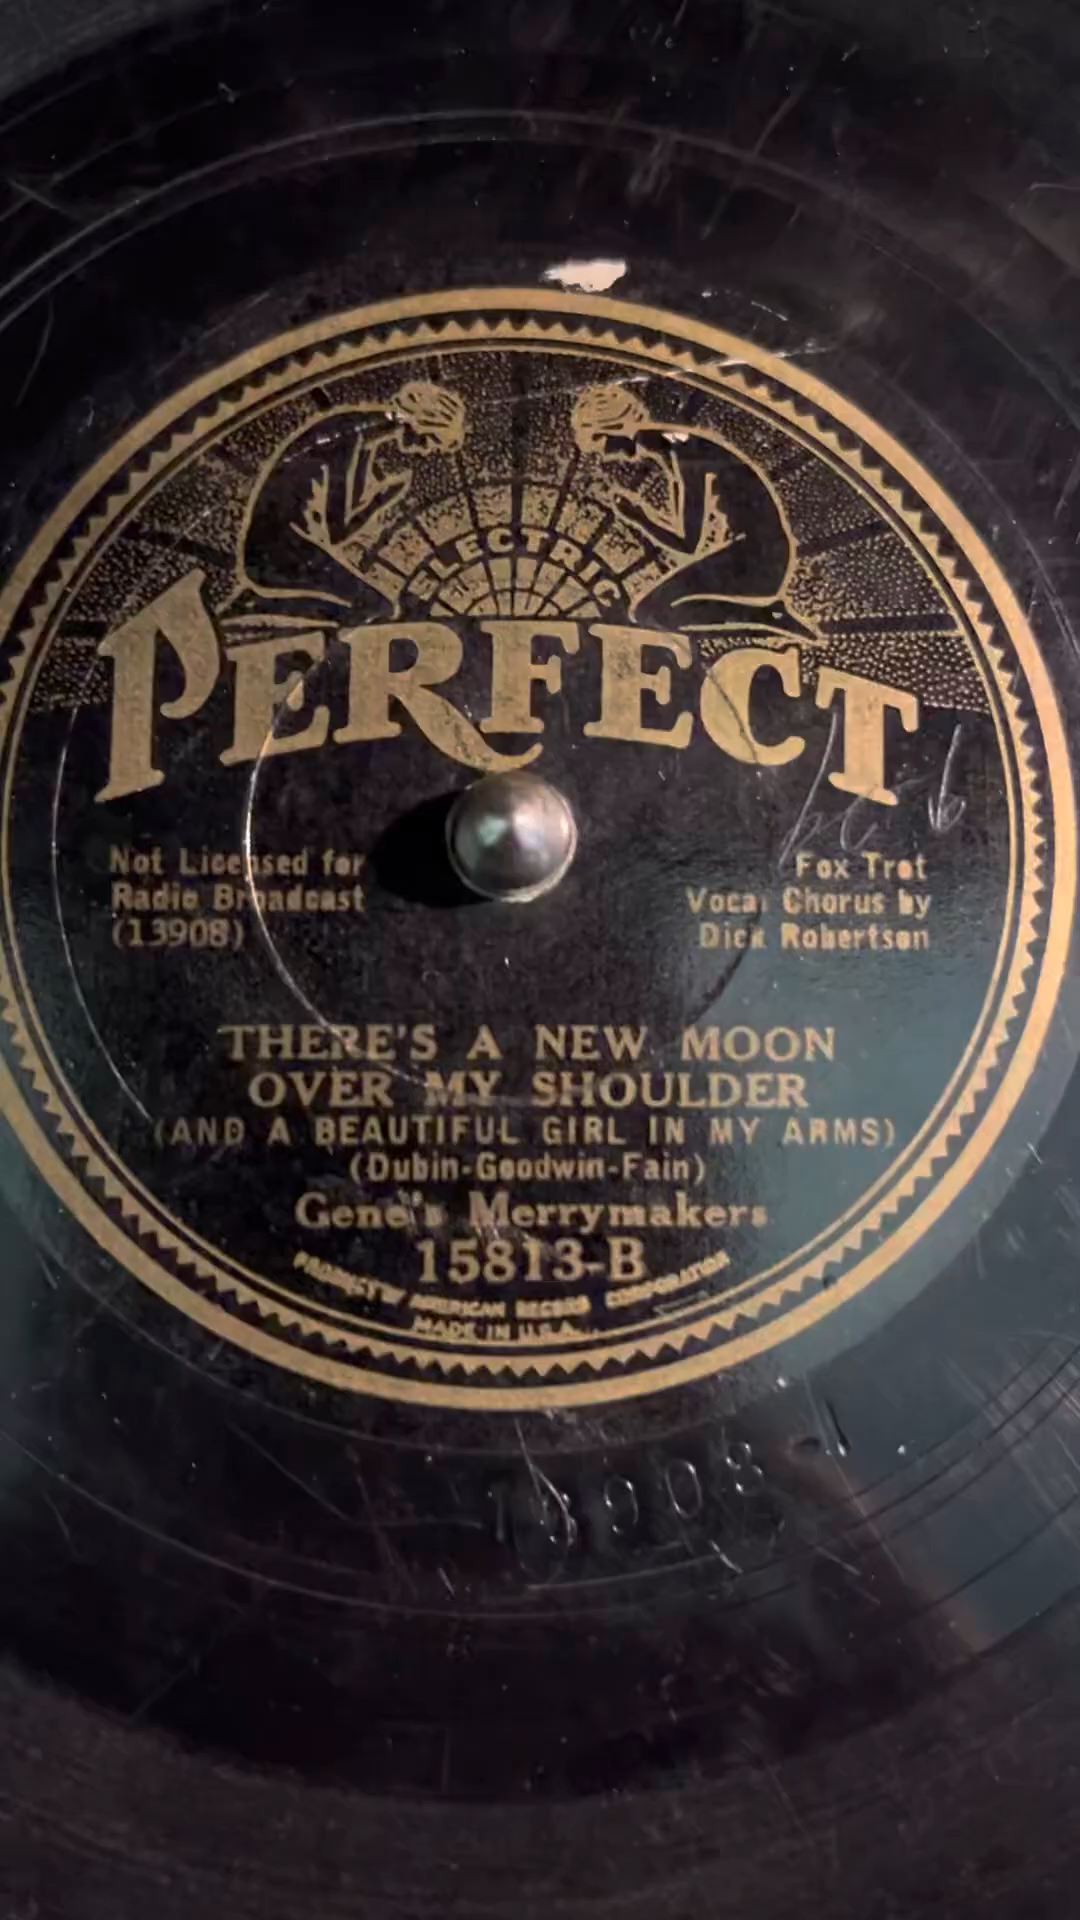 ELECTRIC
PERFECT
Not Licensed for
Radio Broadcast
(13908)
Fox Trot
Vocal Chorus by
Dick Robertson
THERE'S A NEW MOON
OVER MY SHOULDER
(AND A BEAUTIFUL GIRL IN MY ARMS)
(Dubin-Goodwin-Fain)
Gene's Merrymakers
15813-B
PRODUCT OF AMERICAN RECORD CORPORATION
MADE IN U.S.A.
13908